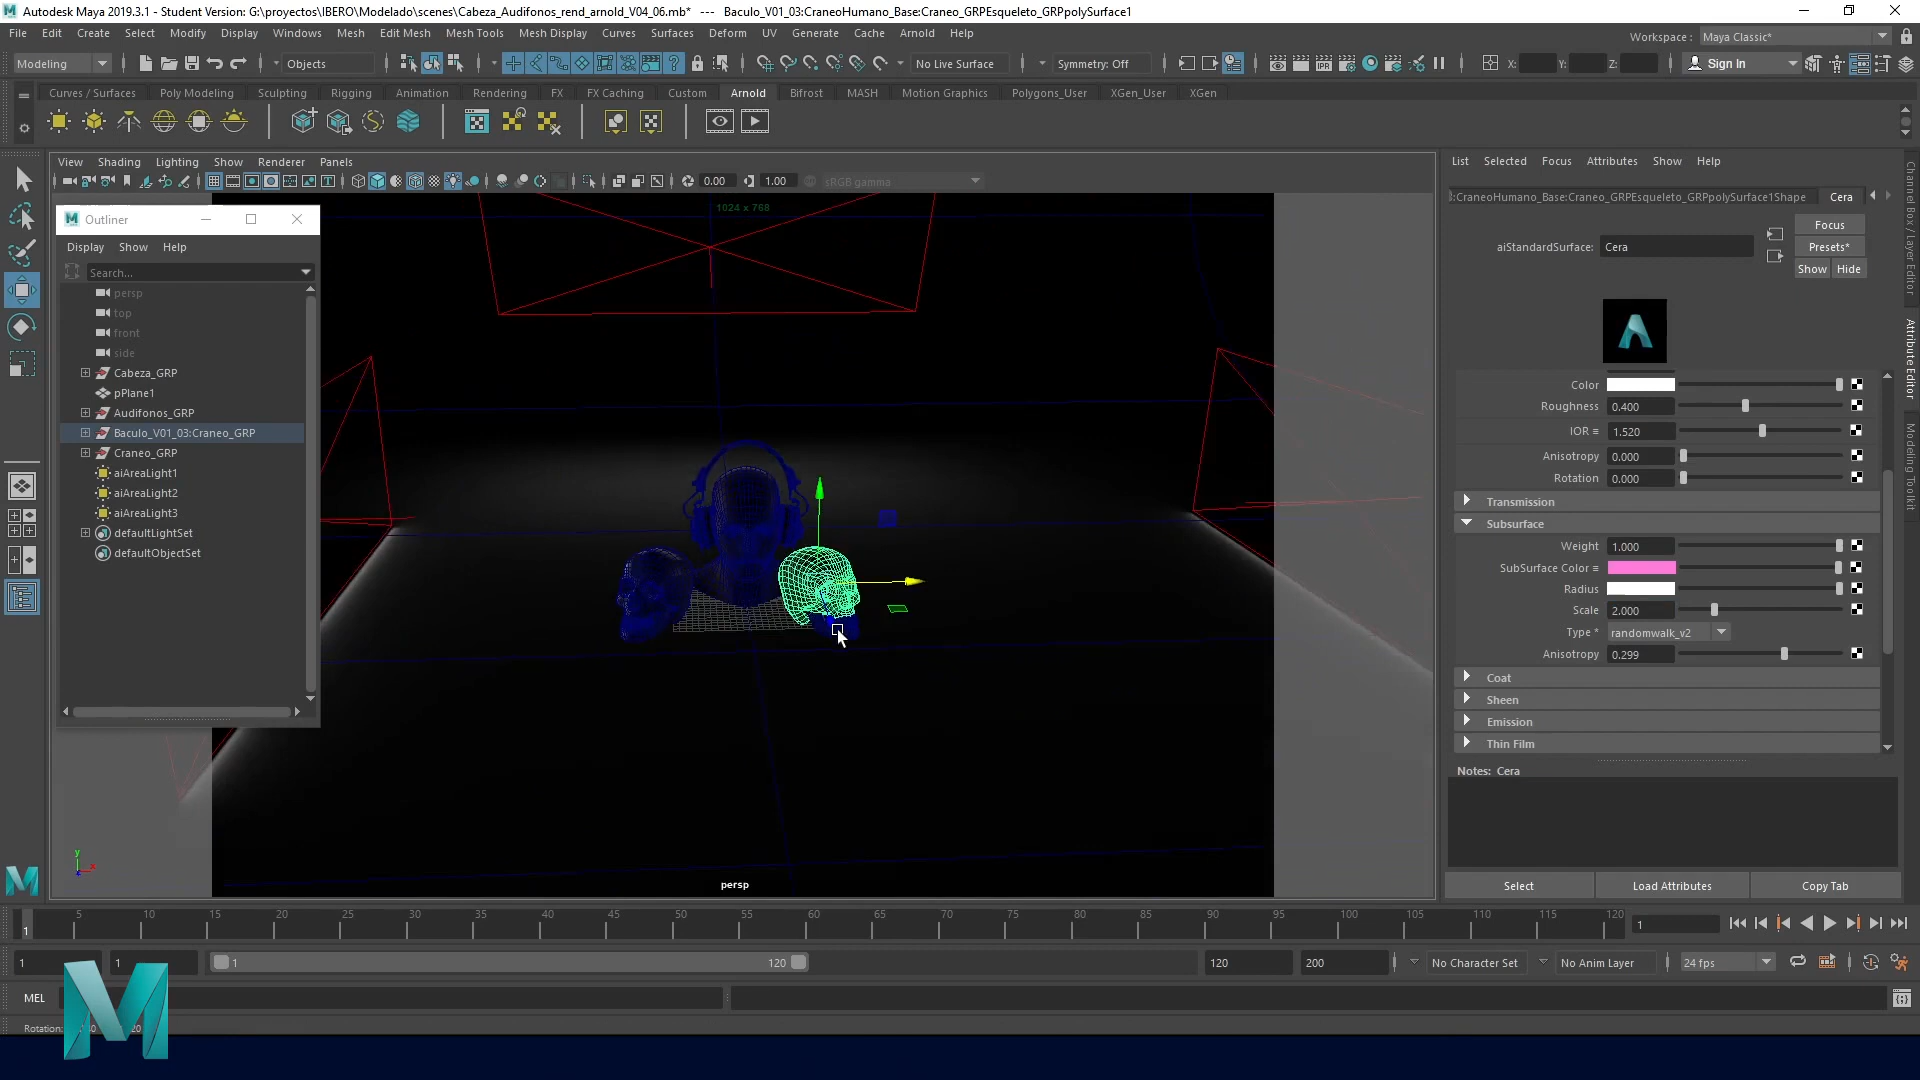 Autodesk Maya 2019.3.1 - Student Version: G:\proyectos\IBERO\Modelado\scenes\Cabeza_Audifonos_rend_arnold_V04_06.mb* --- Baculo_V01_03:CraneoHumano_Base:Craneo_GRPEsqueleto_GRPpolySurface1
File Edit Create Select Modify Display Windows Mesh Edit Mesh Mesh Tools Mesh Display Curves Surfaces Deform UV Generate Cache Arnold Help
Workspace : Maya Classic*
Modeling Objects No Live Surface Symmetry: Off X: Y: Z: Sign In
Curves / Surfaces Poly Modeling Sculpting Rigging Animation Rendering FX FX Caching Custom Arnold Bifrost MASH Motion Graphics Polygons_User XGen_User XGen
View Shading Lighting Show Renderer Panels
0.00 1.00 sRGB gamma
1024 x 768
Outliner
Display Show Help
Search...
persp
top
front
side
Cabeza_GRP
pPlane1
Audifonos_GRP
Baculo_V01_03:Craneo_GRP
Craneo_GRP
aiAreaLight1
aiAreaLight2
aiAreaLight3
defaultLightSet
defaultObjectSet
persp
y
x
List Selected Focus Attributes Show Help
:CraneoHumano_Base:Craneo_GRPEsqueleto_GRPpolySurface1Shape Cera
Focus
aiStandardSurface: Cera Presets*
Show Hide
Color
Roughness 0.400
IOR = 1.520
Anisotropy 0.000
Rotation 0.000
Transmission
Subsurface
Weight 1.000
SubSurface Color =
Radius
Scale 2.000
Type * randomwalk_v2
Anisotropy 0.299
Coat
Sheen
Emission
Thin Film
Notes: Cera
Select Load Attributes Copy Tab
Channel Box / Layer Editor
Attribute Editor
Modeling Toolkit
5 10 15 20 25 30 35 40 45 50 55 60 65 70 75 80 85 90 95 100 105 110 115 120
1 1
1 1 1 120 120 200 No Character Set No Anim Layer 24 fps
MEL
Rotation: